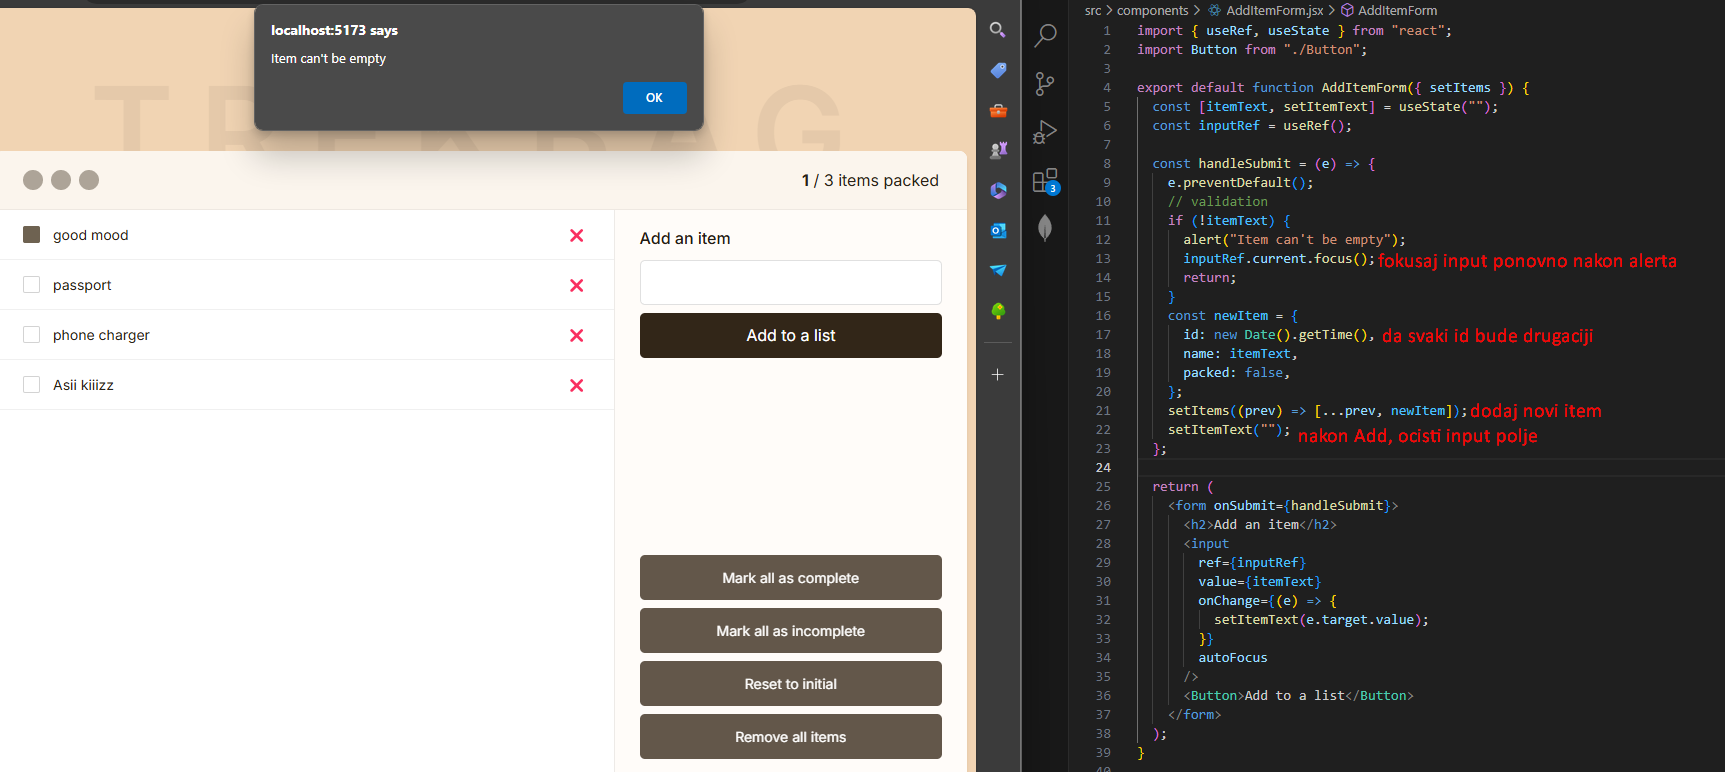 localhost:5173 says
Item can't be empty
OK
TREKBAG
1 / 3 items packed
good mood
passport
phone charger
Asii kiiizz
Add an item
Add to a list
Mark all as complete
Mark all as incomplete
Reset to initial
Remove all items
3
src > components > AddItemForm.jsx > AddItemForm
1 import { useRef, useState } from "react";
2 import Button from "./Button";
3
4 export default function AddItemForm({ setItems }) {
5 const [itemText, setItemText] = useState("");
6 const inputRef = useRef();
7
8 const handleSubmit = (e) => {
9 e.preventDefault();
10 // validation
11 if (!itemText) {
12 alert("Item can't be empty");
13 inputRef.current.focus(); fokusaj input ponovno nakon alerta
14 return;
15 }
16 const newItem = {
17 id: new Date().getTime(), da svaki id bude drugaciji
18 name: itemText,
19 packed: false,
20 };
21 setItems((prev) => [...prev, newItem]); dodaj novi item
22 setItemText(""); nakon Add, ocisti input polje
23 };
24
25 return (
26 <form onSubmit={handleSubmit}>
27 <h2>Add an item</h2>
28 <input
29 ref={inputRef}
30 value={itemText}
31 onChange={(e) => {
32 setItemText(e.target.value);
33 }}
34 autoFocus
35 />
36 <Button>Add to a list</Button>
37 </form>
38 );
39 }
40